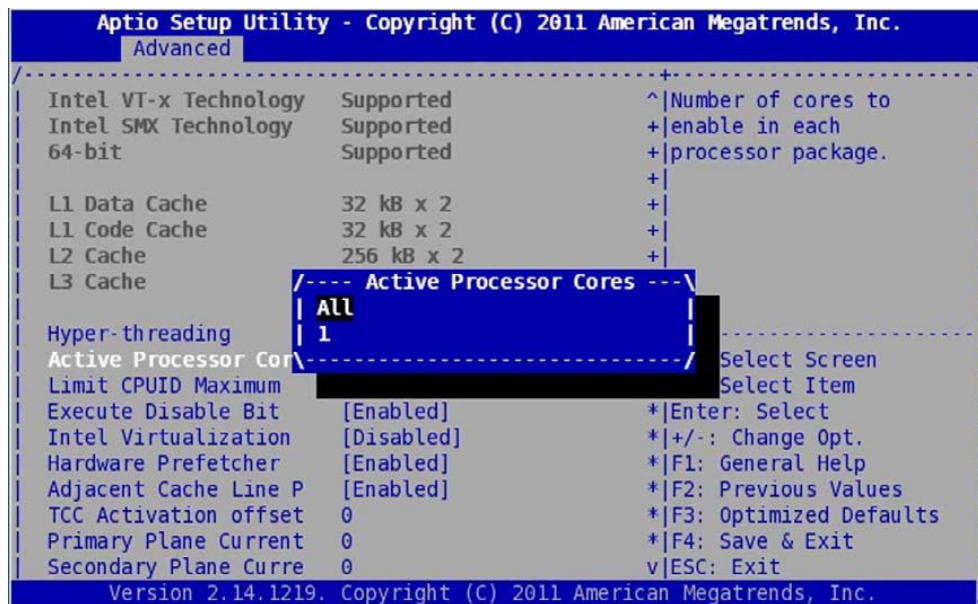 Aptio Setup Utility - Copyright (C) 2011 American Megatrends, Inc.
Advanced
Intel VT-x Technology Supported ^|Number of cores to
Intel SMX Technology Supported +|enable in each
64-bit Supported +|processor package.
+|
L1 Data Cache 32 kB x 2 +|
L1 Code Cache 32 kB x 2 +|
L2 Cache 256 kB x 2 +|
L3 Cache /---- Active Processor Cores ---\
| All |
Hyper-threading | 1 |
Active Processor Cor\-------------------------------/ Select Screen
Limit CPUID Maximum Select Item
Execute Disable Bit [Enabled] *|Enter: Select
Intel Virtualization [Disabled] *|+/-: Change Opt.
Hardware Prefetcher [Enabled] *|F1: General Help
Adjacent Cache Line P [Enabled] *|F2: Previous Values
TCC Activation offset 0 *|F3: Optimized Defaults
Primary Plane Current 0 *|F4: Save & Exit
Secondary Plane Curre 0 v|ESC: Exit
Version 2.14.1219. Copyright (C) 2011 American Megatrends, Inc.